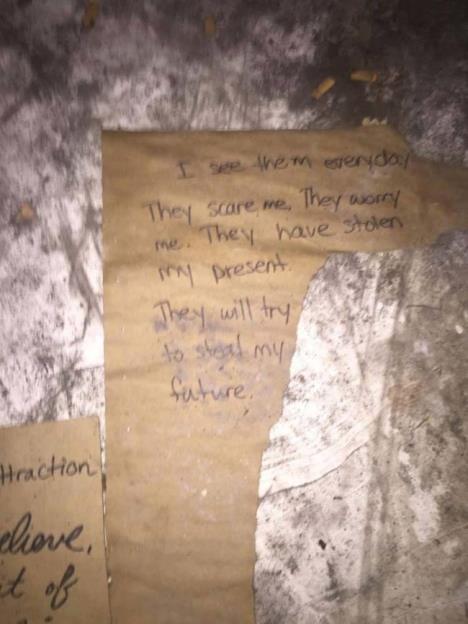 I see them everyday
They scare me. They worry
me. They have stolen
my present.
They will try
to steal my
future.
ttraction
elieve,
t of